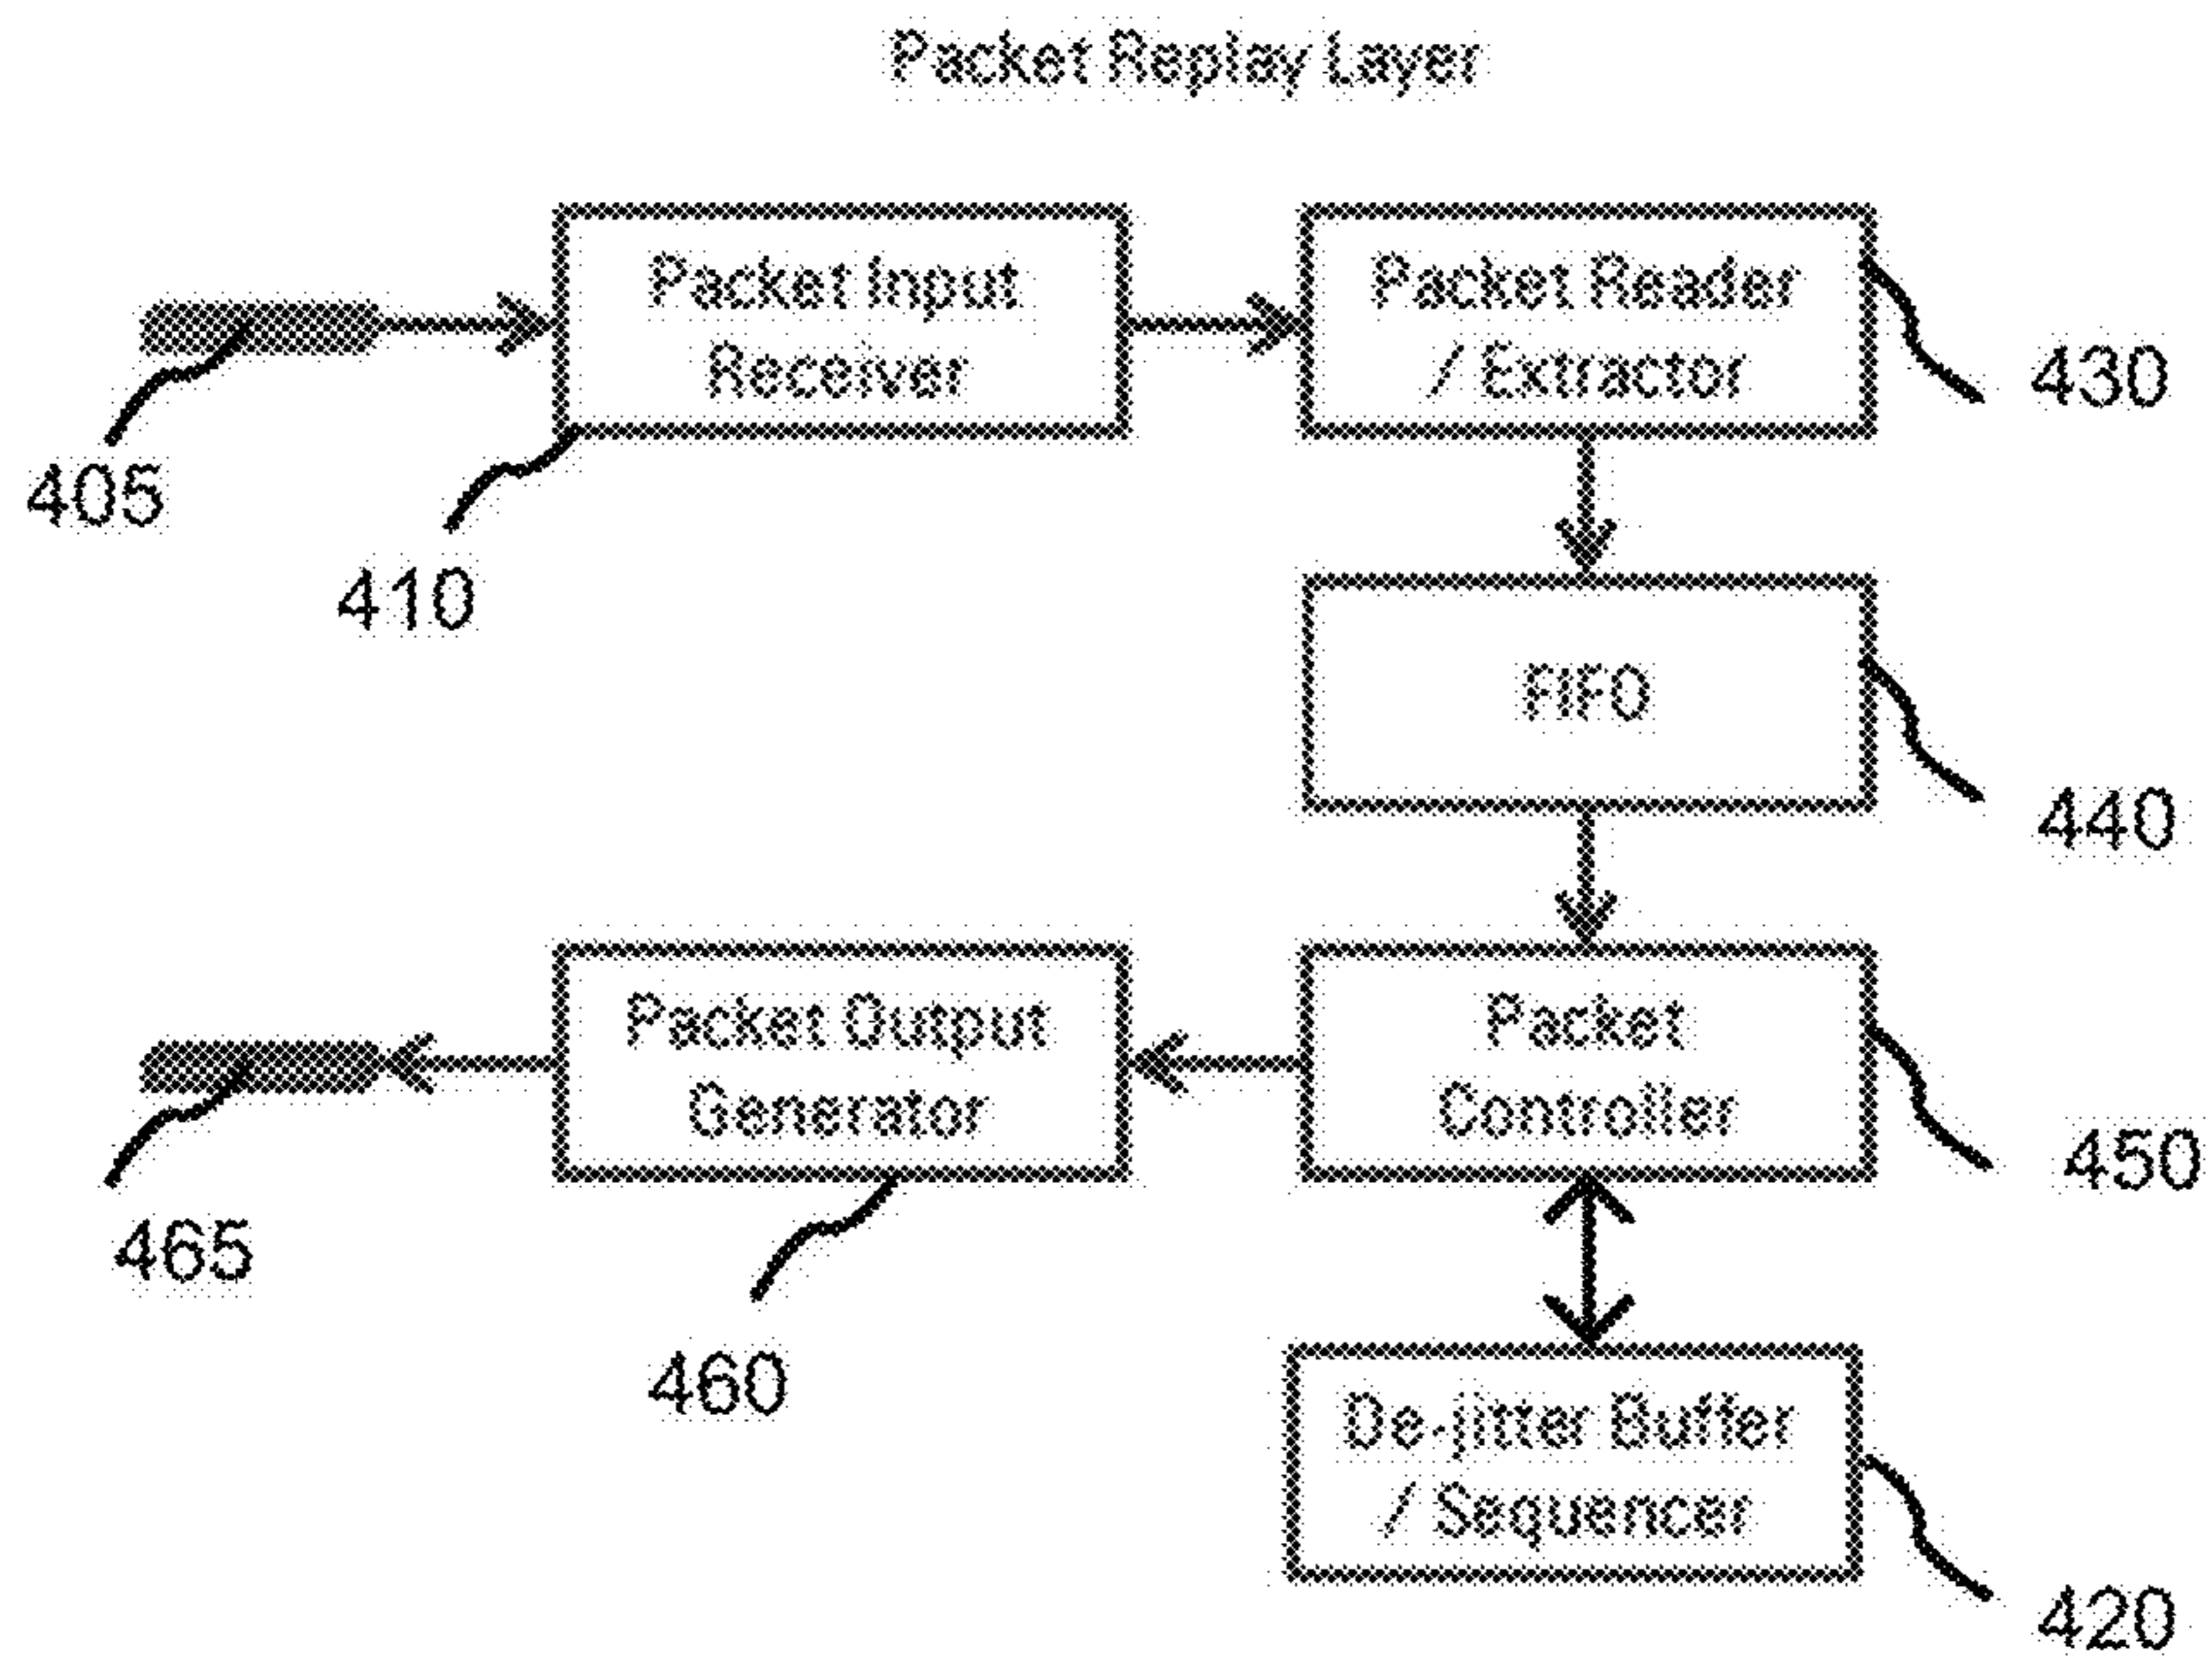 Packet Replay Layer
Packet Input
Receiver
Packet Reader
/ Extractor
430
405
410
FIFO
440
Packet Output
Generator
Packet
Controller
450
465
460
De-jitter Buffer
/ Sequencer
420